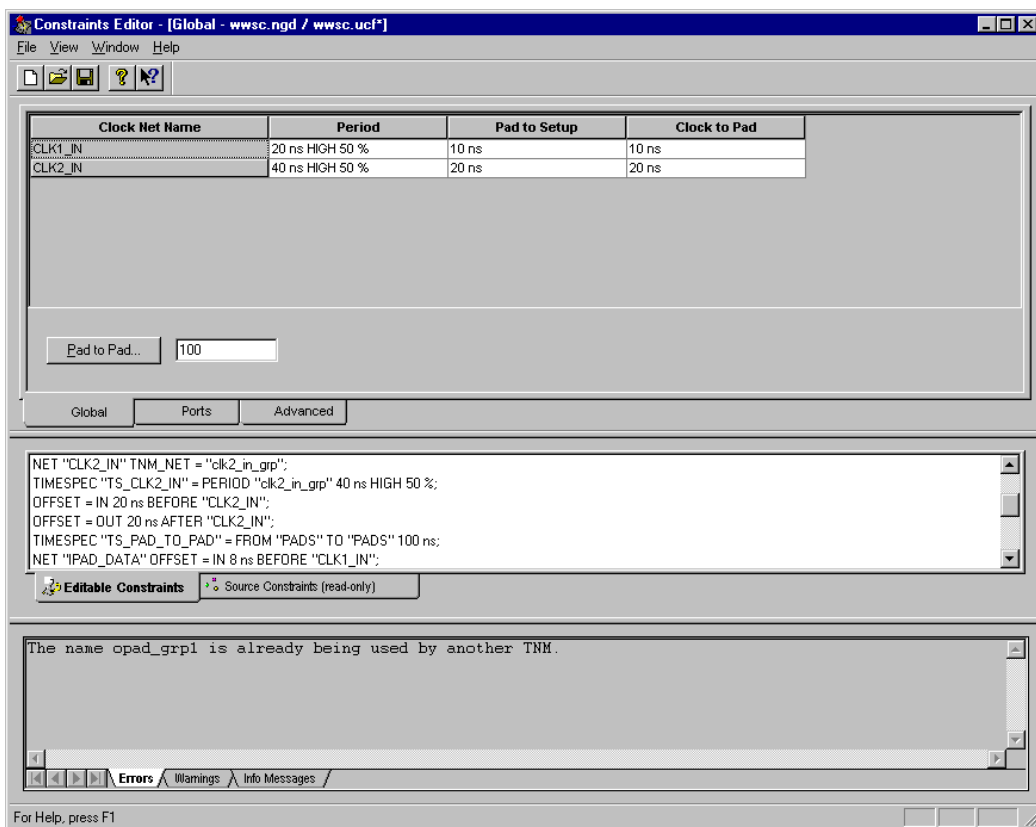 Constraints Editor - [Global - wwsc.ngd / wwsc.ucf*]
File View Window Help
Clock Net Name Period Pad to Setup Clock to Pad
CLK1_IN 20 ns HIGH 50 % 10 ns 10 ns
CLK2_IN 40 ns HIGH 50 % 20 ns 20 ns
Pad to Pad... 100
Global Ports Advanced
NET "CLK2_IN" TNM_NET = "clk2_in_grp";
TIMESPEC "TS_CLK2_IN" = PERIOD "clk2_in_grp" 40 ns HIGH 50 %;
OFFSET = IN 20 ns BEFORE "CLK2_IN";
OFFSET = OUT 20 ns AFTER "CLK2_IN";
TIMESPEC "TS_PAD_TO_PAD" = FROM "PADS" TO "PADS" 100 ns;
NET "IPAD_DATA" OFFSET = IN 8 ns BEFORE "CLK1_IN";
Editable Constraints Source Constraints (read-only)
The name opad_grp1 is already being used by another TNM.
Errors Warnings Info Messages
For Help, press F1